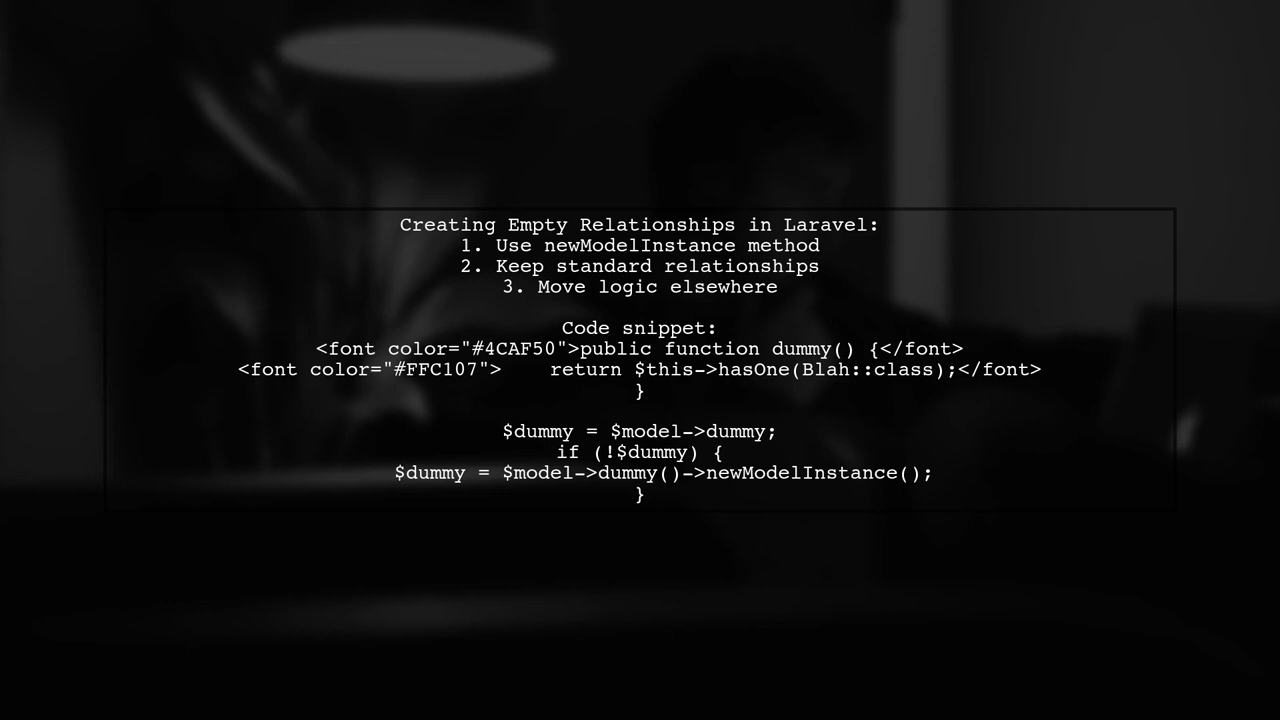 Creating Empty Relationships in Laravel:
1. Use newModelInstance method
2. Keep standard relationships
3. Move logic elsewhere
Code snippet:
<font color="#4CAF50">public function dummy() {</font>
<font color="#FFC107">    return $this->hasOne(Blah::class);</font>
}
$dummy = $model->dummy;
if (!$dummy) {
    $dummy = $model->dummy()->newModelInstance();
}